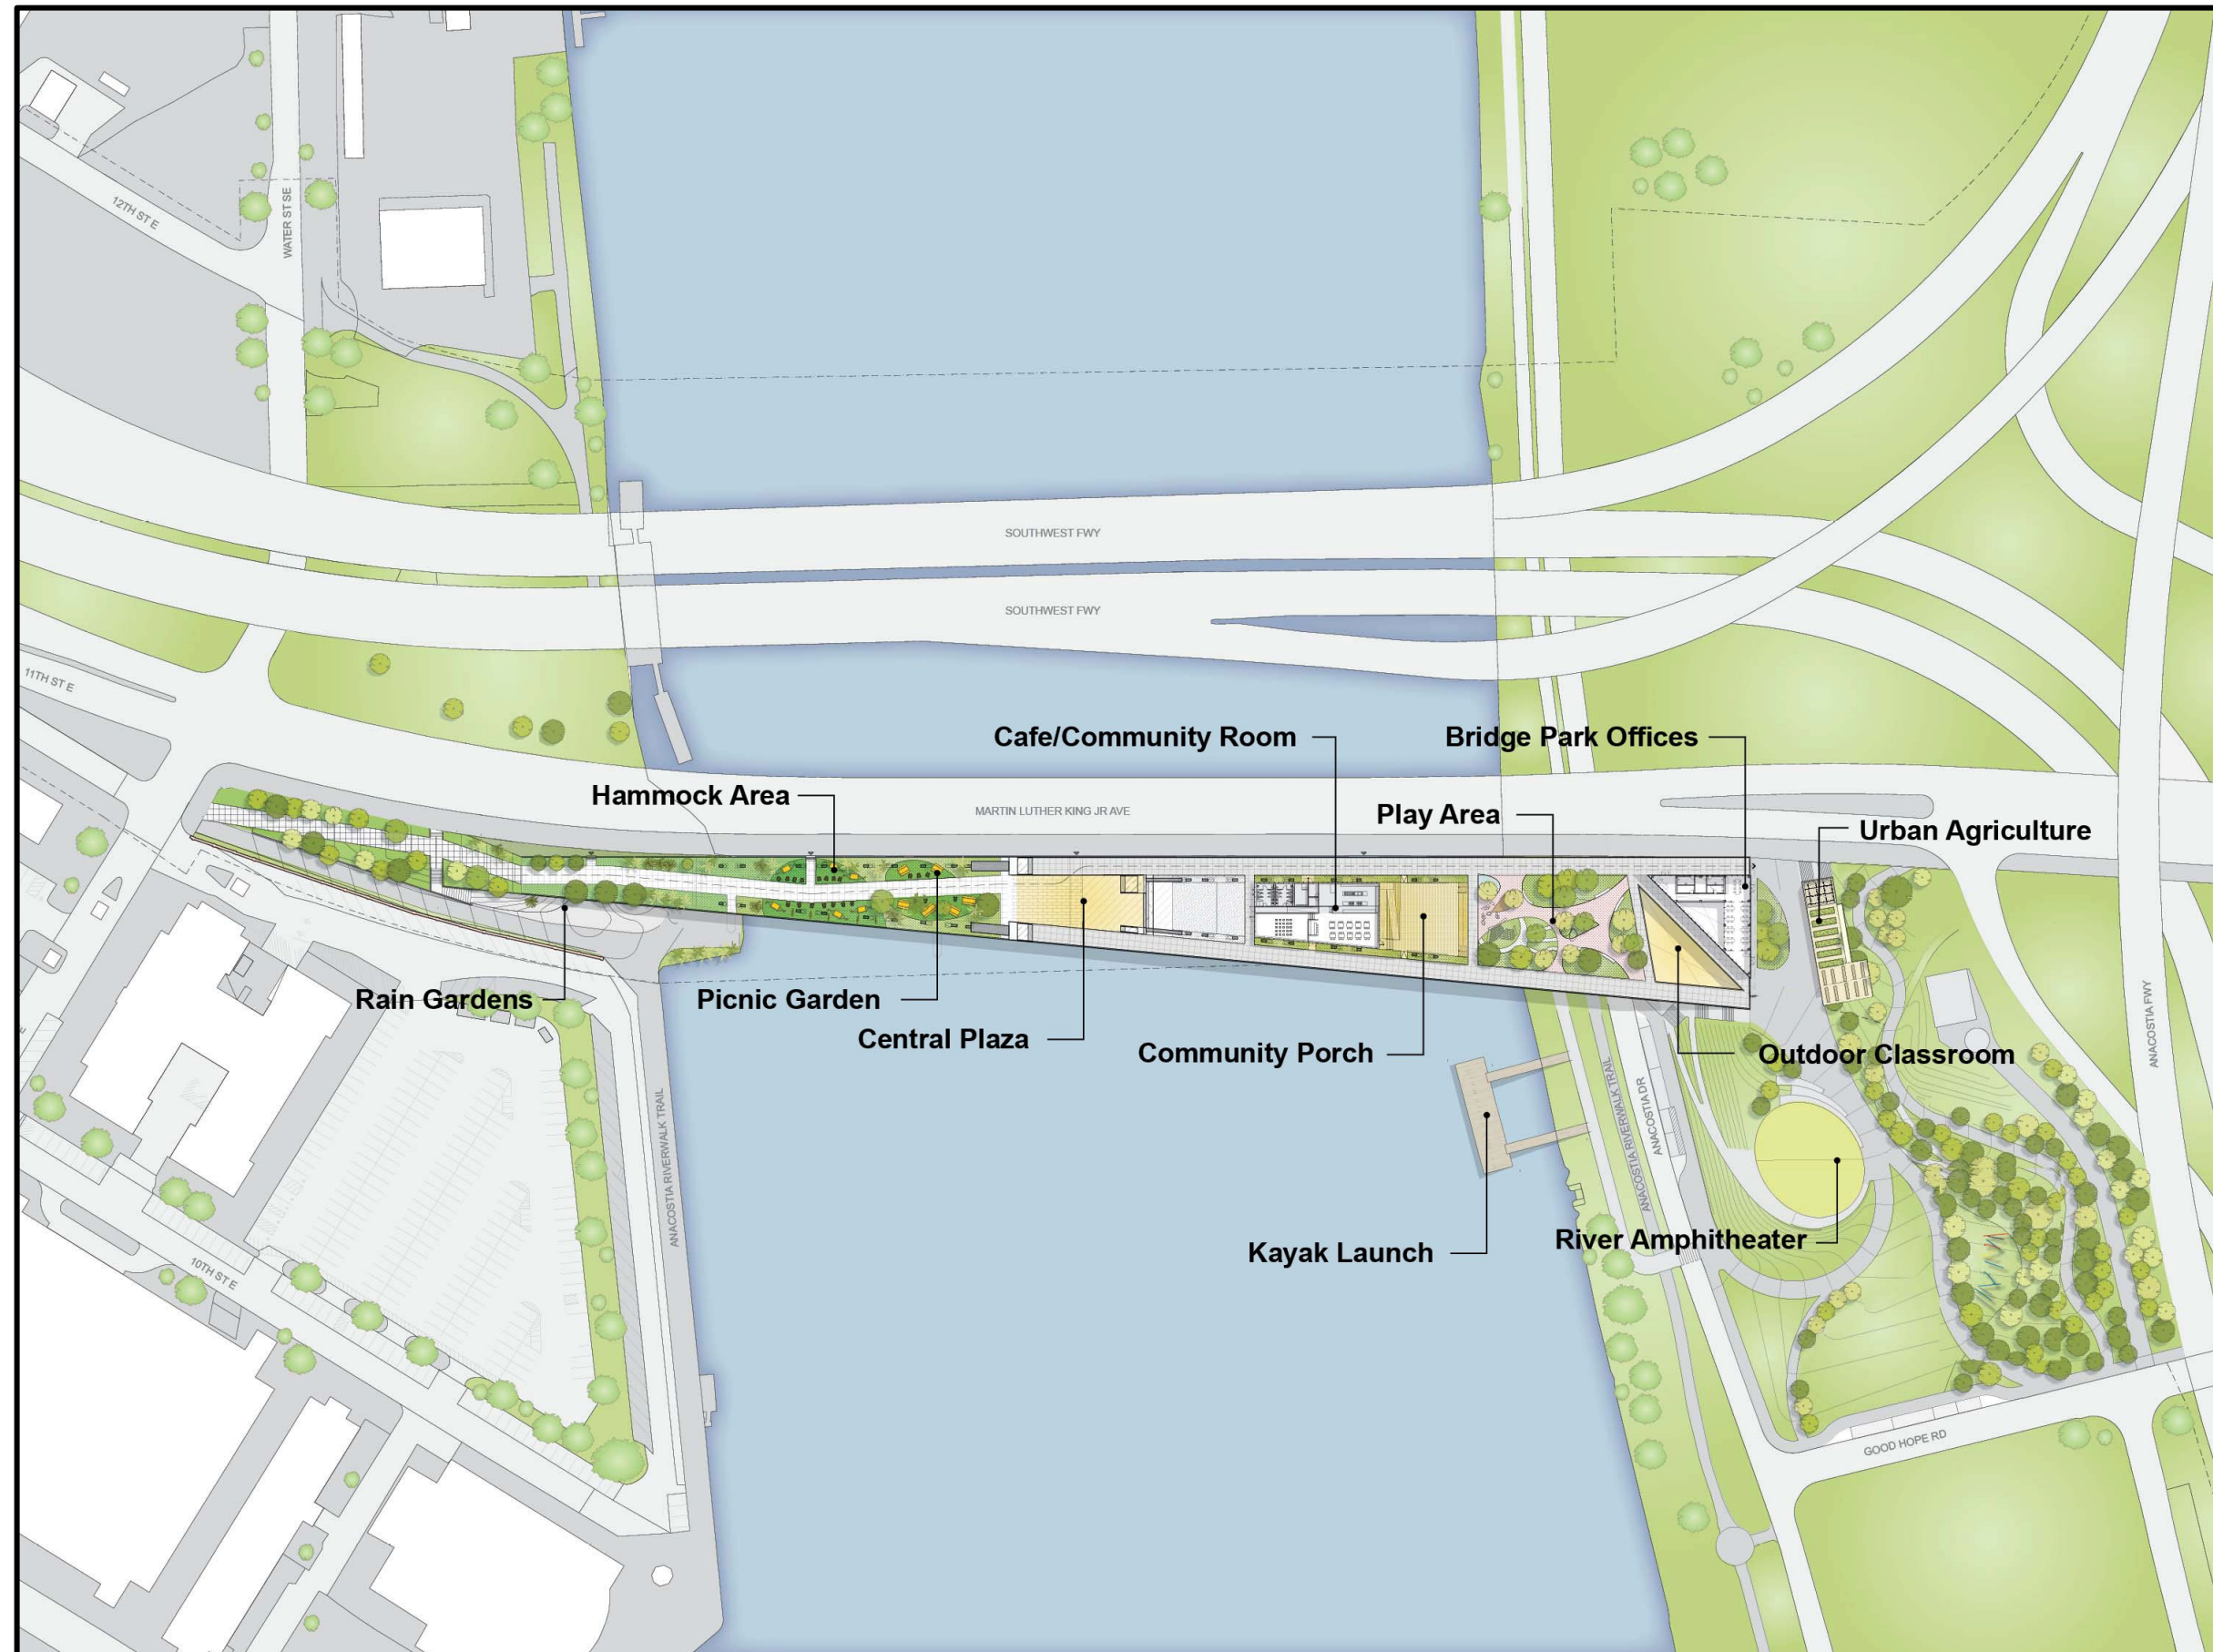 12TH ST E
WATER ST SE
SOUTHWEST FWY
SOUTHWEST FWY
11TH ST E
Cafe/Community Room
Bridge Park Offices
Hammock Area
MARTIN LUTHER KING JR AVE
Play Area
Urban Agriculture
Rain Gardens
Picnic Garden
Central Plaza
Community Porch
Outdoor Classroom
ANACOSTIA FWY
ANACOSTIA RIVERWALK TRAIL
ANACOSTIA RIVERWALK TRAIL
ANACOSTIA DR
River Amphitheater
Kayak Launch
10TH ST E
GOOD HOPE RD